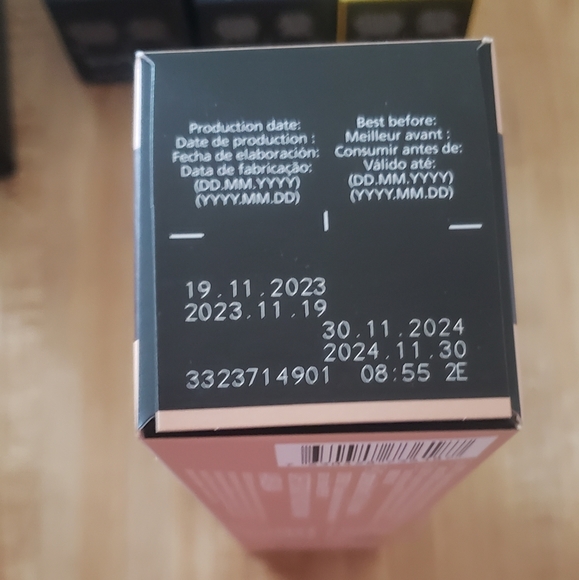 Production date:
Date de production :
Fecha de elaboración:
Data de fabricação:
(DD.MM.YYYY)
(YYYY.MM.DD)
Best before:
Meilleur avant :
Consumir antes de:
Válido até:
(DD.MM.YYYY)
(YYYY.MM.DD)
19.11.2023
2023.11.19
30.11.2024
2024.11.30
3323714901 08:55 2E